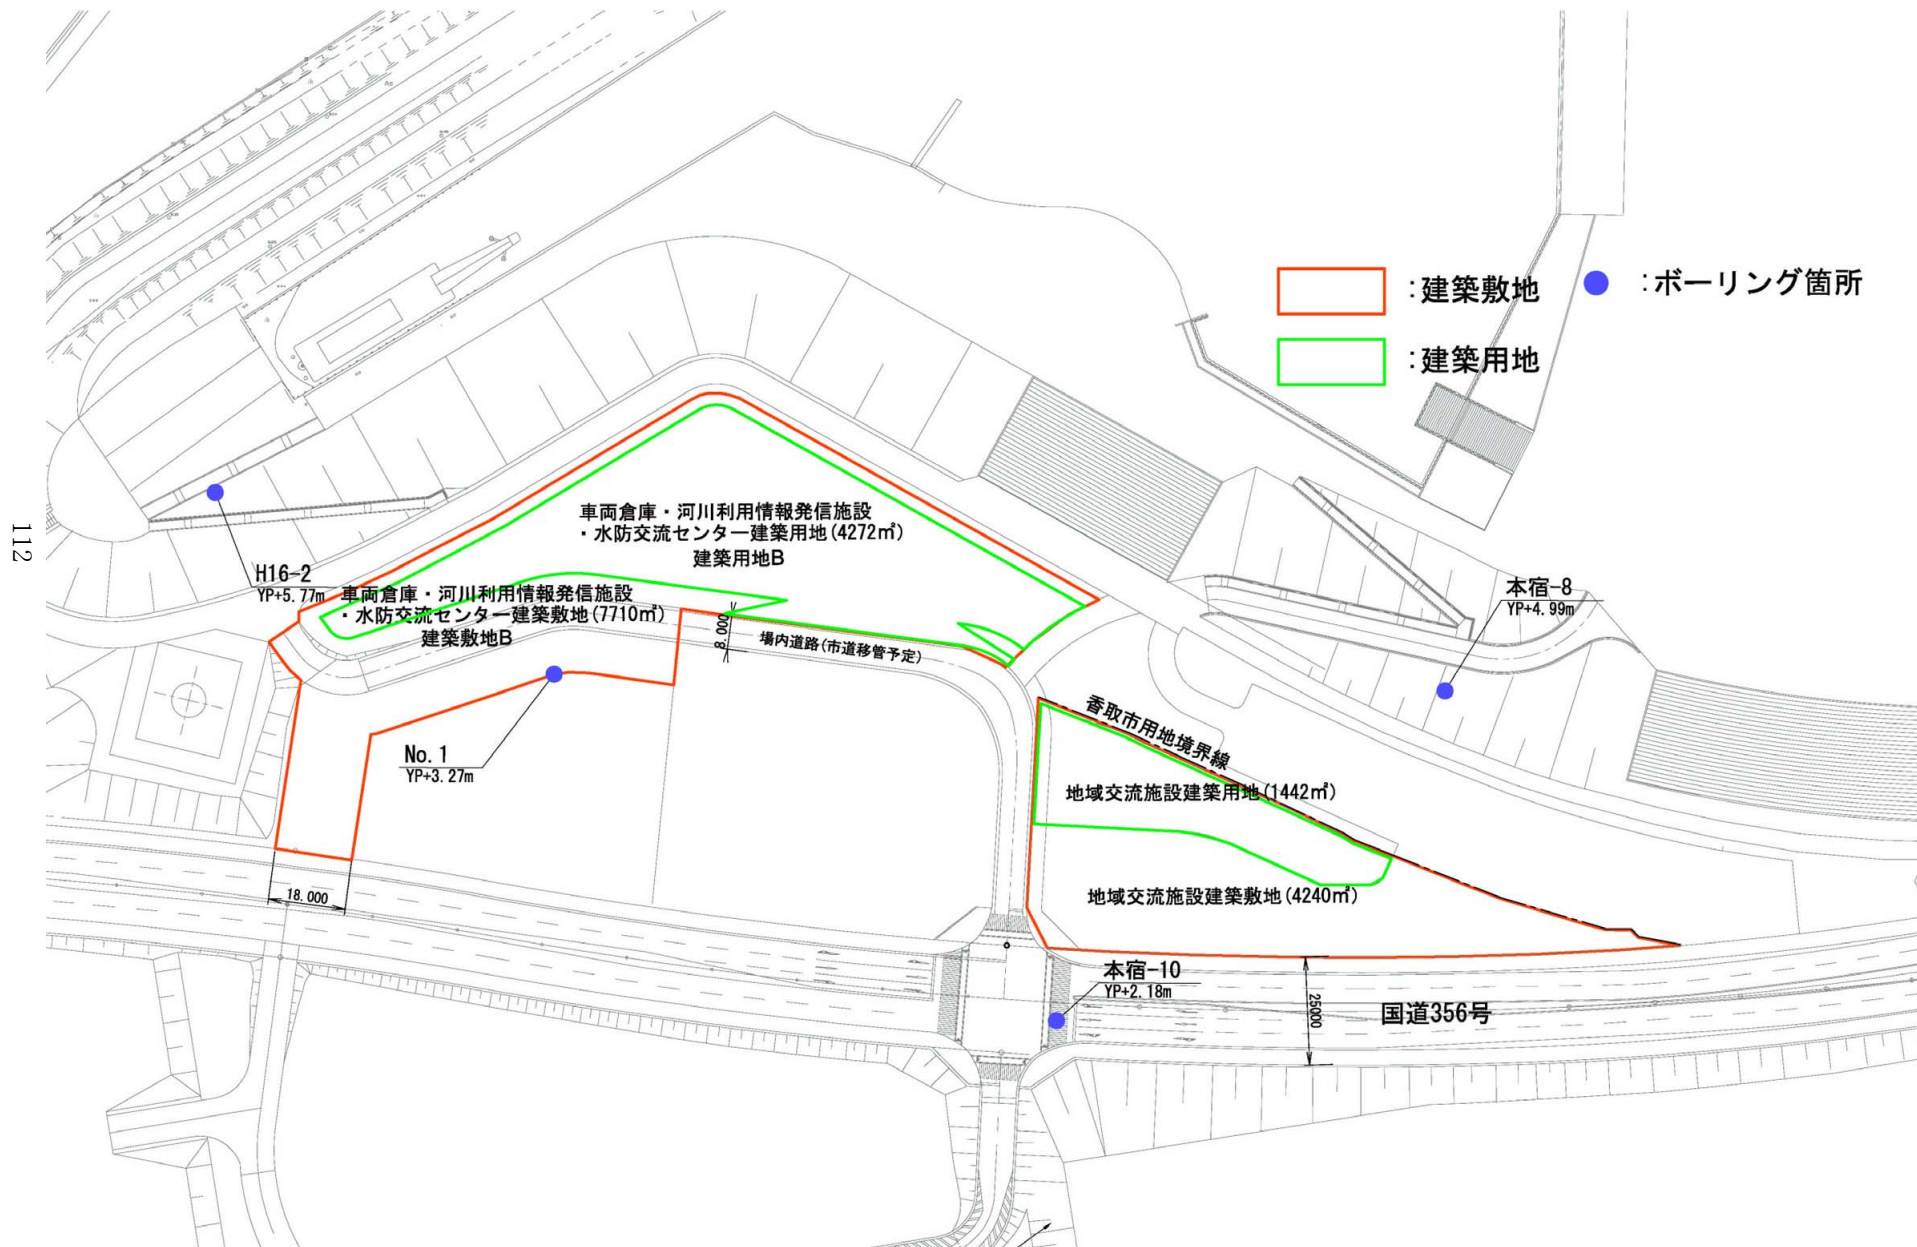 :建築敷地
:ボーリング箇所
:建築用地
車両倉庫・河川利用情報発信施設
・水防交流センター建築用地(4272㎡)
建築用地B
H16-2
YP+5.77m
車両倉庫・河川利用情報発信施設
・水防交流センター建築敷地(7710㎡)
建築敷地B
8.000
場内道路(市道移管予定)
本宿-8
YP+4.99m
No.1
YP+3.27m
香取市用地境界線
地域交流施設建築用地(1442㎡)
地域交流施設建築敷地(4240㎡)
18.000
本宿-10
YP+2.18m
25000
国道356号
112